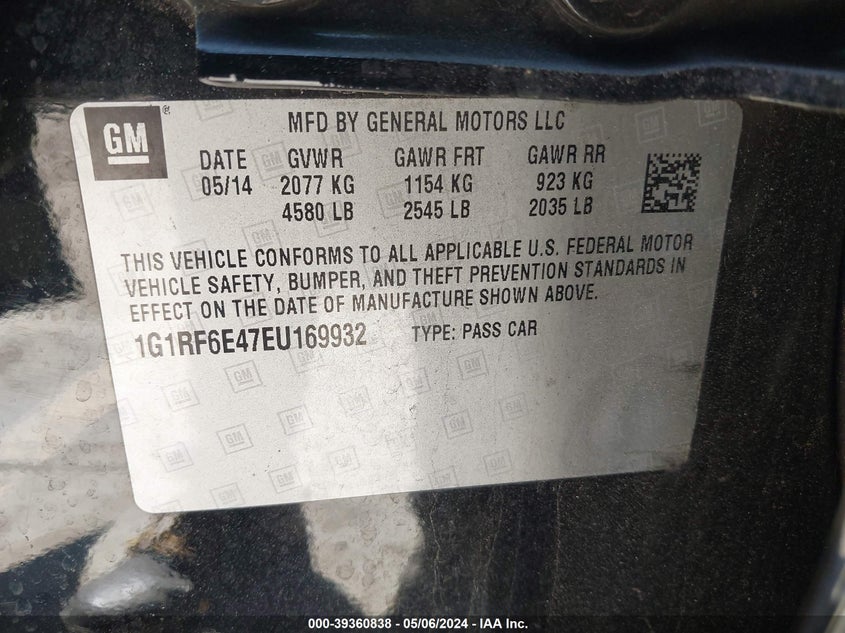 GM
MFD BY GENERAL MOTORS LLC
DATE GVWR GAWR FRT GAWR RR
05/14 2077 KG 1154 KG 923 KG
4580 LB 2545 LB 2035 LB
THIS VEHICLE CONFORMS TO ALL APPLICABLE U.S. FEDERAL MOTOR
VEHICLE SAFETY, BUMPER, AND THEFT PREVENTION STANDARDS IN
EFFECT ON THE DATE OF MANUFACTURE SHOWN ABOVE.
1G1RF6E47EU169932 TYPE: PASS CAR
000-39360838 - 05/06/2024 - IAA Inc.